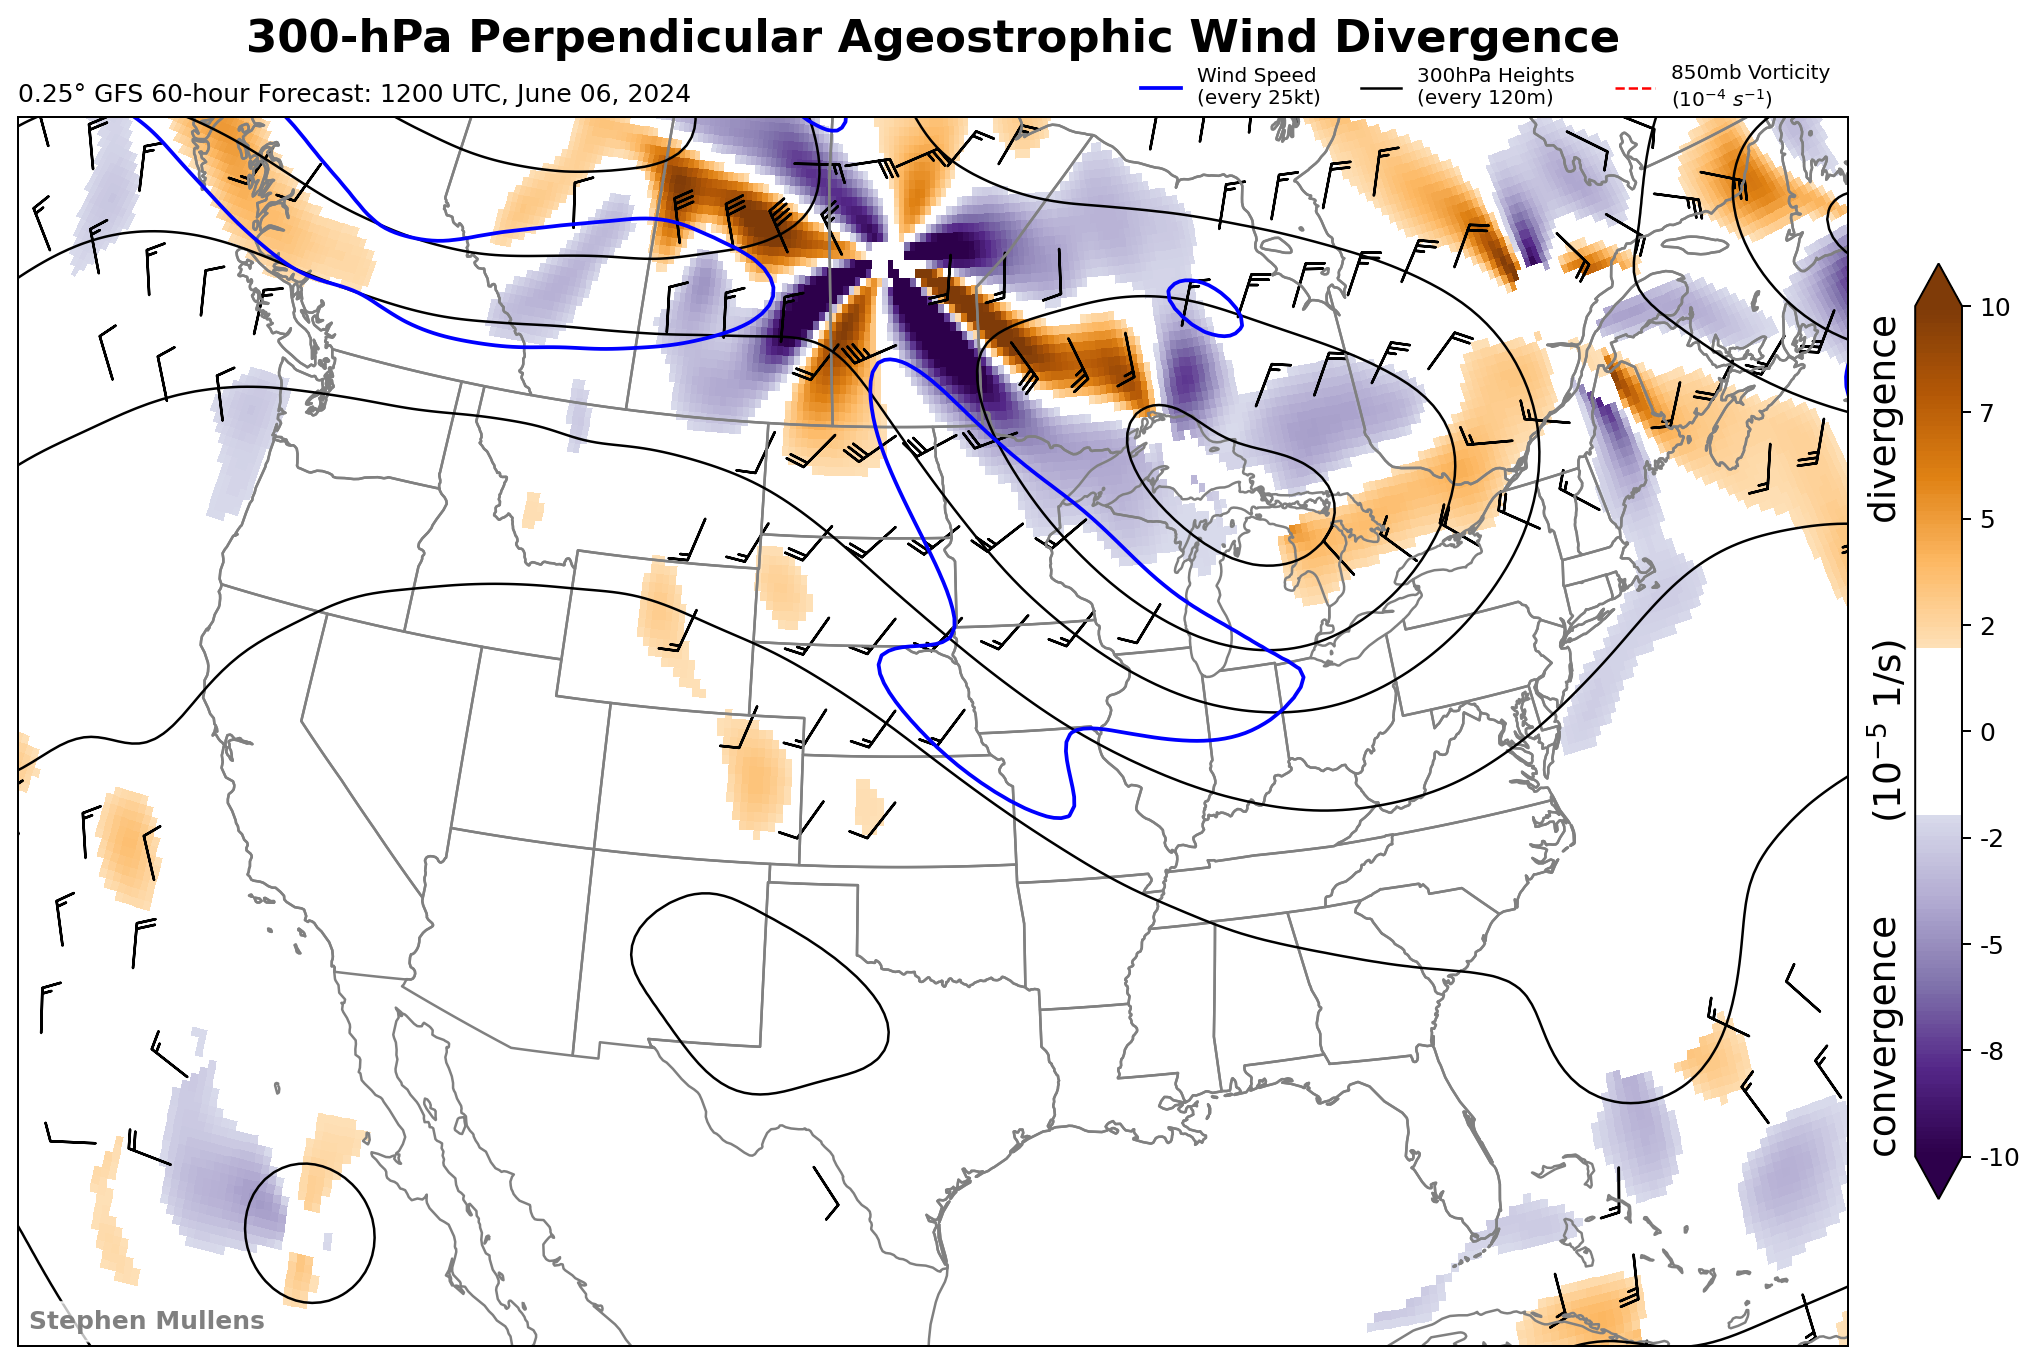 300-hPa Perpendicular Ageostrophic Wind Divergence
0.25° GFS 60-hour Forecast: 1200 UTC, June 06, 2024
Wind Speed
(every 25kt)
300hPa Heights
(every 120m)
850mb Vorticity
(10⁻⁴ s⁻¹)
10
7
5
2
0
-2
-5
-8
-10
convergence (10⁻⁵ 1/s) divergence
Stephen Mullens